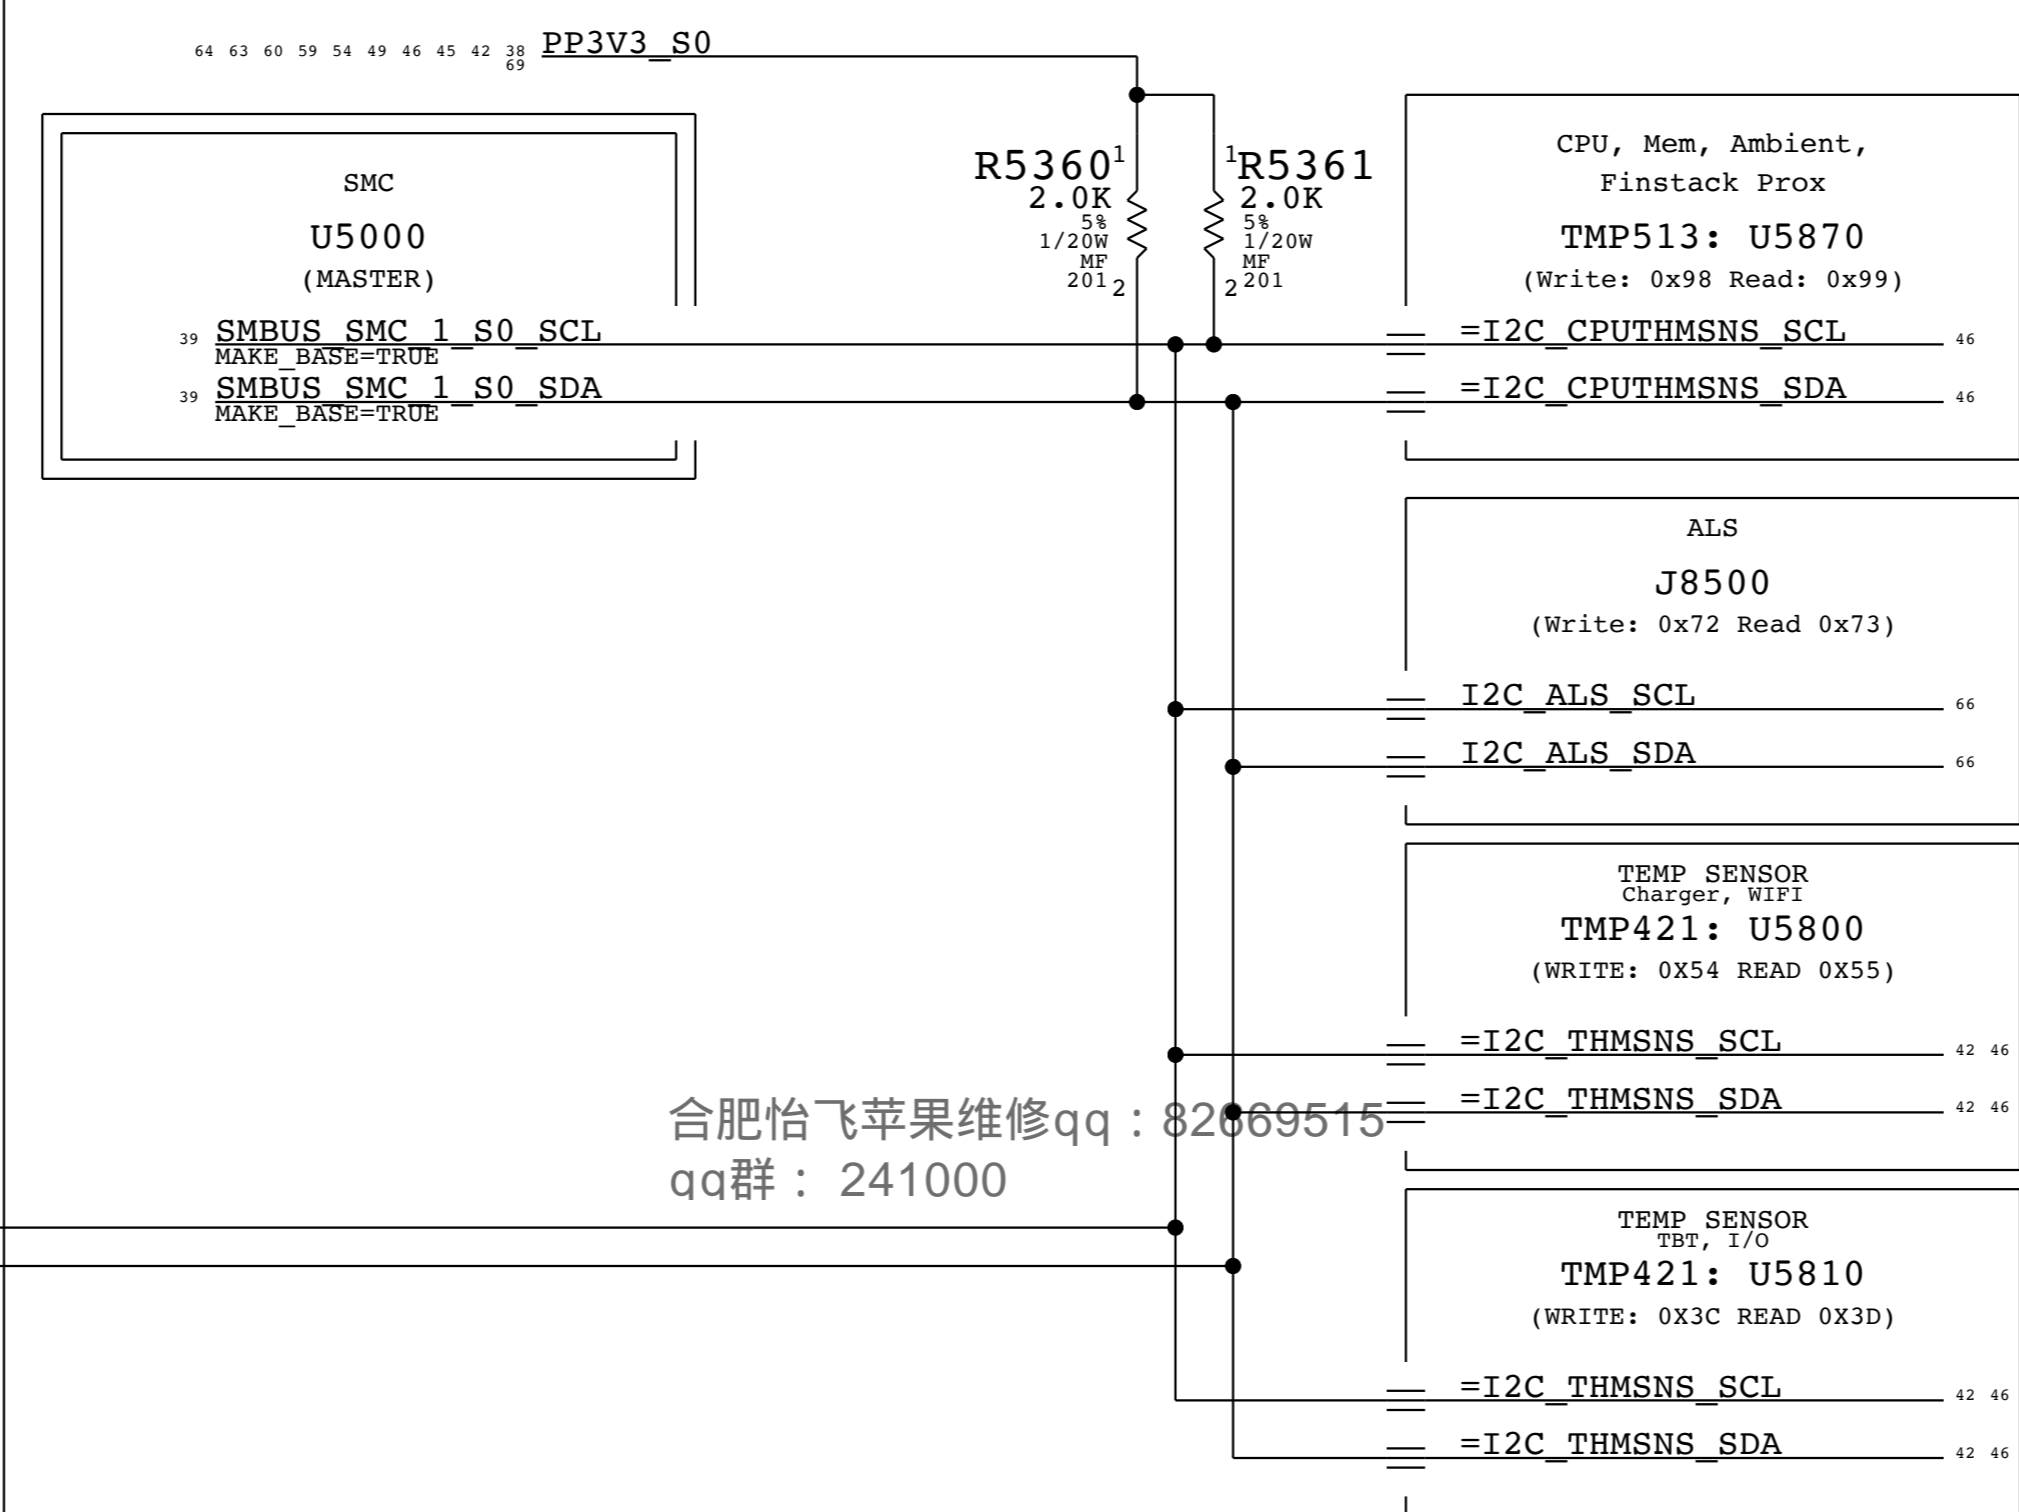 64 63 60 59 54 49 46 45 42 38 PP3V3_S0
69
SMC
U5000
(MASTER)
39 SMBUS_SMC_1_S0_SCL
MAKE_BASE=TRUE
39 SMBUS_SMC_1_S0_SDA
MAKE_BASE=TRUE
R5360 1
2.0K
5%
1/20W
MF
201 2
1 R5361
2.0K
5%
1/20W
MF
2 201
CPU, Mem, Ambient,
Finstack Prox
TMP513: U5870
(Write: 0x98 Read: 0x99)
=I2C_CPUTHMSNS_SCL 46
=I2C_CPUTHMSNS_SDA 46
ALS
J8500
(Write: 0x72 Read 0x73)
I2C_ALS_SCL 66
I2C_ALS_SDA 66
TEMP SENSOR
Charger, WIFI
TMP421: U5800
(WRITE: 0X54 READ 0X55)
=I2C_THMSNS_SCL 42 46
=I2C_THMSNS_SDA 42 46
合肥怡飞苹果维修qq：82669515
qq群： 241000
TEMP SENSOR
TBT, I/O
TMP421: U5810
(WRITE: 0X3C READ 0X3D)
=I2C_THMSNS_SCL 42 46
=I2C_THMSNS_SDA 42 46